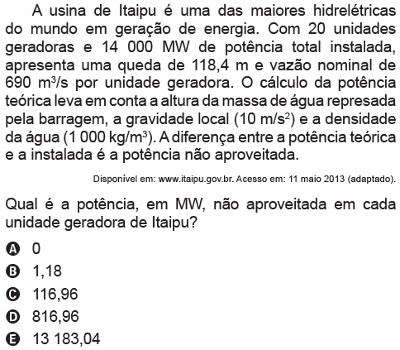 A usina de Itaipu é uma das maiores hidrelétricas
do mundo em geração de energia. Com 20 unidades
geradoras e 14 000 MW de potência total instalada,
apresenta uma queda de 118,4 m e vazão nominal de
690 m³/s por unidade geradora. O cálculo da potência
teórica leva em conta a altura da massa de água represada
pela barragem, a gravidade local (10 m/s²) e a densidade
da água (1 000 kg/m³). A diferença entre a potência teórica
e a instalada é a potência não aproveitada.
Disponível em: www.itaipu.gov.br. Acesso em: 11 maio 2013 (adaptado).
Qual é a potência, em MW, não aproveitada em cada
unidade geradora de Itaipu?
A 0
B 1,18
C 116,96
D 816,96
E 13 183,04